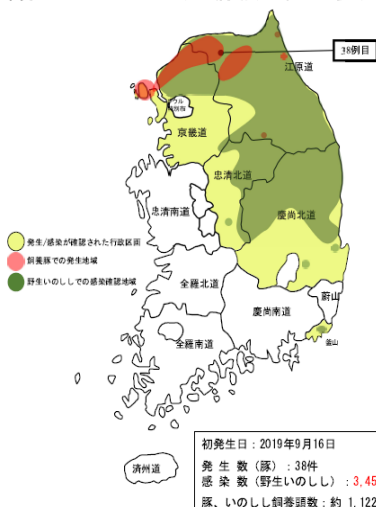 38例目
江原道
京畿道
忠清北道
忠清南道
慶尚北道
発生/感染が確認された行政区画
飼養豚での発生地域
野生いのししでの感染確認地域
全羅北道
慶尚南道
蔚山
釜山
全羅南道
済州道
初発生日:2019年9月16日
発 生 数(豚):38件
感 染 数(野生いのしし):3,45
豚、いのしし飼養頭数:約 1,122